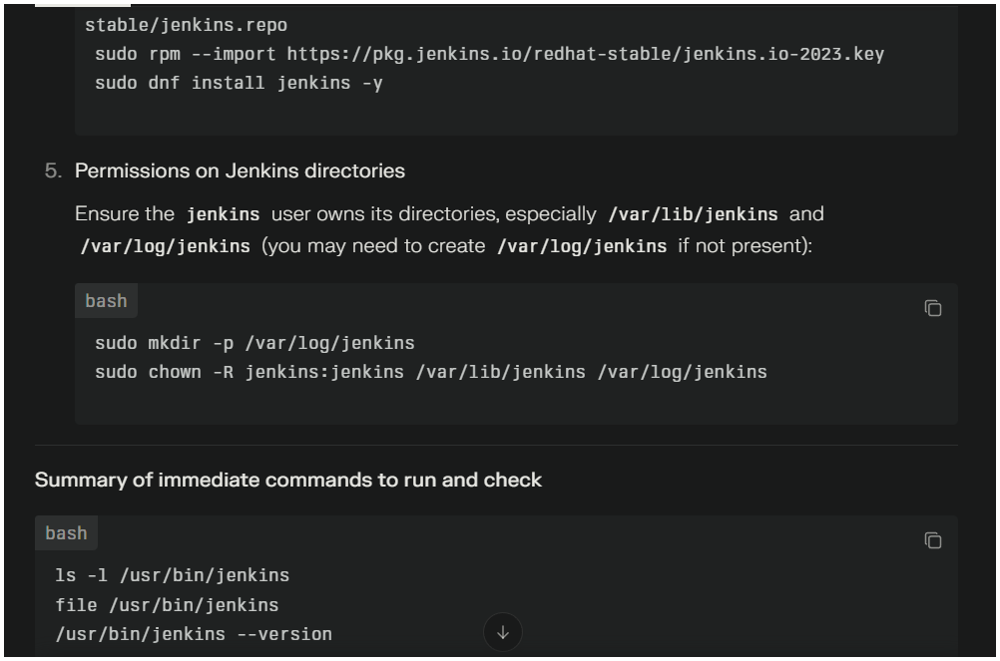 stable/jenkins.repo
sudo rpm --import https://pkg.jenkins.io/redhat-stable/jenkins.io-2023.key
sudo dnf install jenkins -y
5. Permissions on Jenkins directories
Ensure the jenkins user owns its directories, especially /var/lib/jenkins and
/var/log/jenkins (you may need to create /var/log/jenkins if not present):
bash
sudo mkdir -p /var/log/jenkins
sudo chown -R jenkins:jenkins /var/lib/jenkins /var/log/jenkins
Summary of immediate commands to run and check
bash
ls -l /usr/bin/jenkins
file /usr/bin/jenkins
/usr/bin/jenkins --version